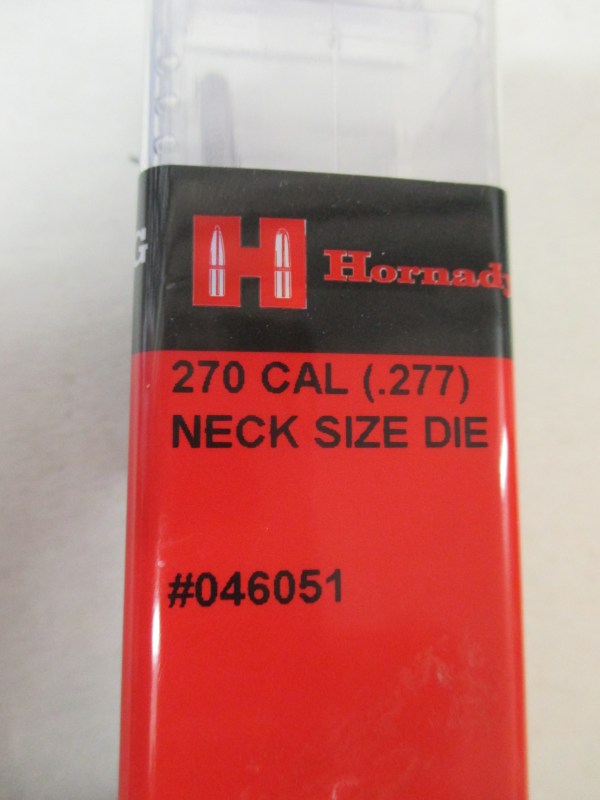 G
H Hornady
270 CAL (.277)
NECK SIZE DIE
#046051